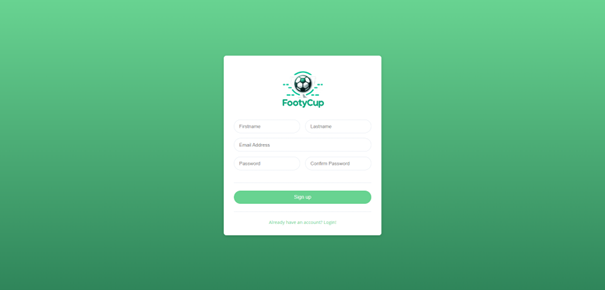 FootyCup
Firstname
Lastname
Email Address
Password
Confirm Password
Sign up
Already have an account? Login